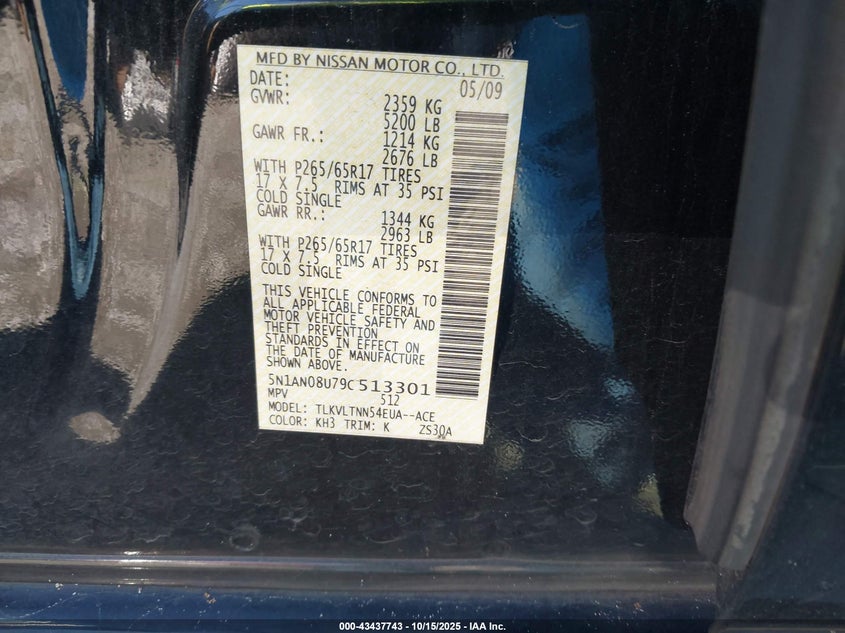 MFD BY NISSAN MOTOR CO., LTD.
DATE: 05/09
GVWR: 2359 KG
5200 LB
GAWR FR.: 1214 KG
2676 LB
WITH P265/65R17 TIRES
17 X 7.5 RIMS AT 35 PSI
COLD SINGLE
GAWR RR.: 1344 KG
2963 LB
WITH P265/65R17 TIRES
17 X 7.5 RIMS AT 35 PSI
COLD SINGLE
THIS VEHICLE CONFORMS TO
ALL APPLICABLE FEDERAL
MOTOR VEHICLE SAFETY AND
THEFT PREVENTION
STANDARDS IN EFFECT ON
THE DATE OF MANUFACTURE
SHOWN ABOVE.
5N1AN08U79C513301
MPV 512
MODEL: TLKVLTNN54EUA--ACE
COLOR: KH3 TRIM: K ZS30A
000-43437743 - 10/15/2025 - IAA Inc.